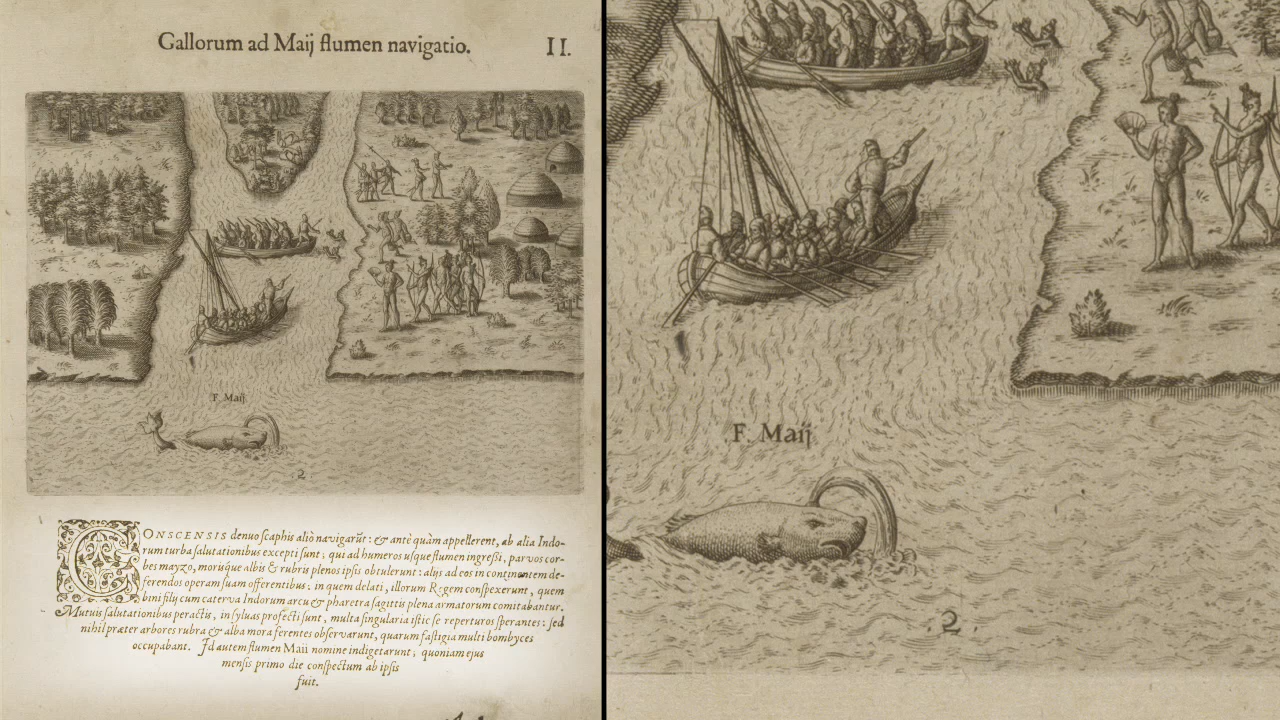 Gallorum ad Maij flumen navigatio.
II.
F. Maij
2
CONSCENSIS denuo scaphis aliò navigarũt: & antè quàm appellerent, ab alia Indo-
rum turba salutationibus excepti sunt; qui ad humeros usque flumen ingressi, parvos cor-
bes mayzo, morisque albis & rubris plenos ipsis obtulerunt: alijs ad eos in continentem de-
ferendos operam suam offerentibus: in quem delati, illorum Regem conspexerunt, quem
bini filij cum caterva Indorum arcu & pharetra sagittis plena armatorum comitabantur.
Mutuis salutationibus peractis, in sylvas profecti sunt, multa singularia istic se reperturos sperantes: sed
nihil præter arbores rubra & alba mora ferentes observarunt, quarum fastigia multi bombyces
occupabant. Id autem flumen Maii nomine indigetarunt; quoniam ejus
mensis primo die conspectum ab ipsis
fuit.
F. Maij
.2.